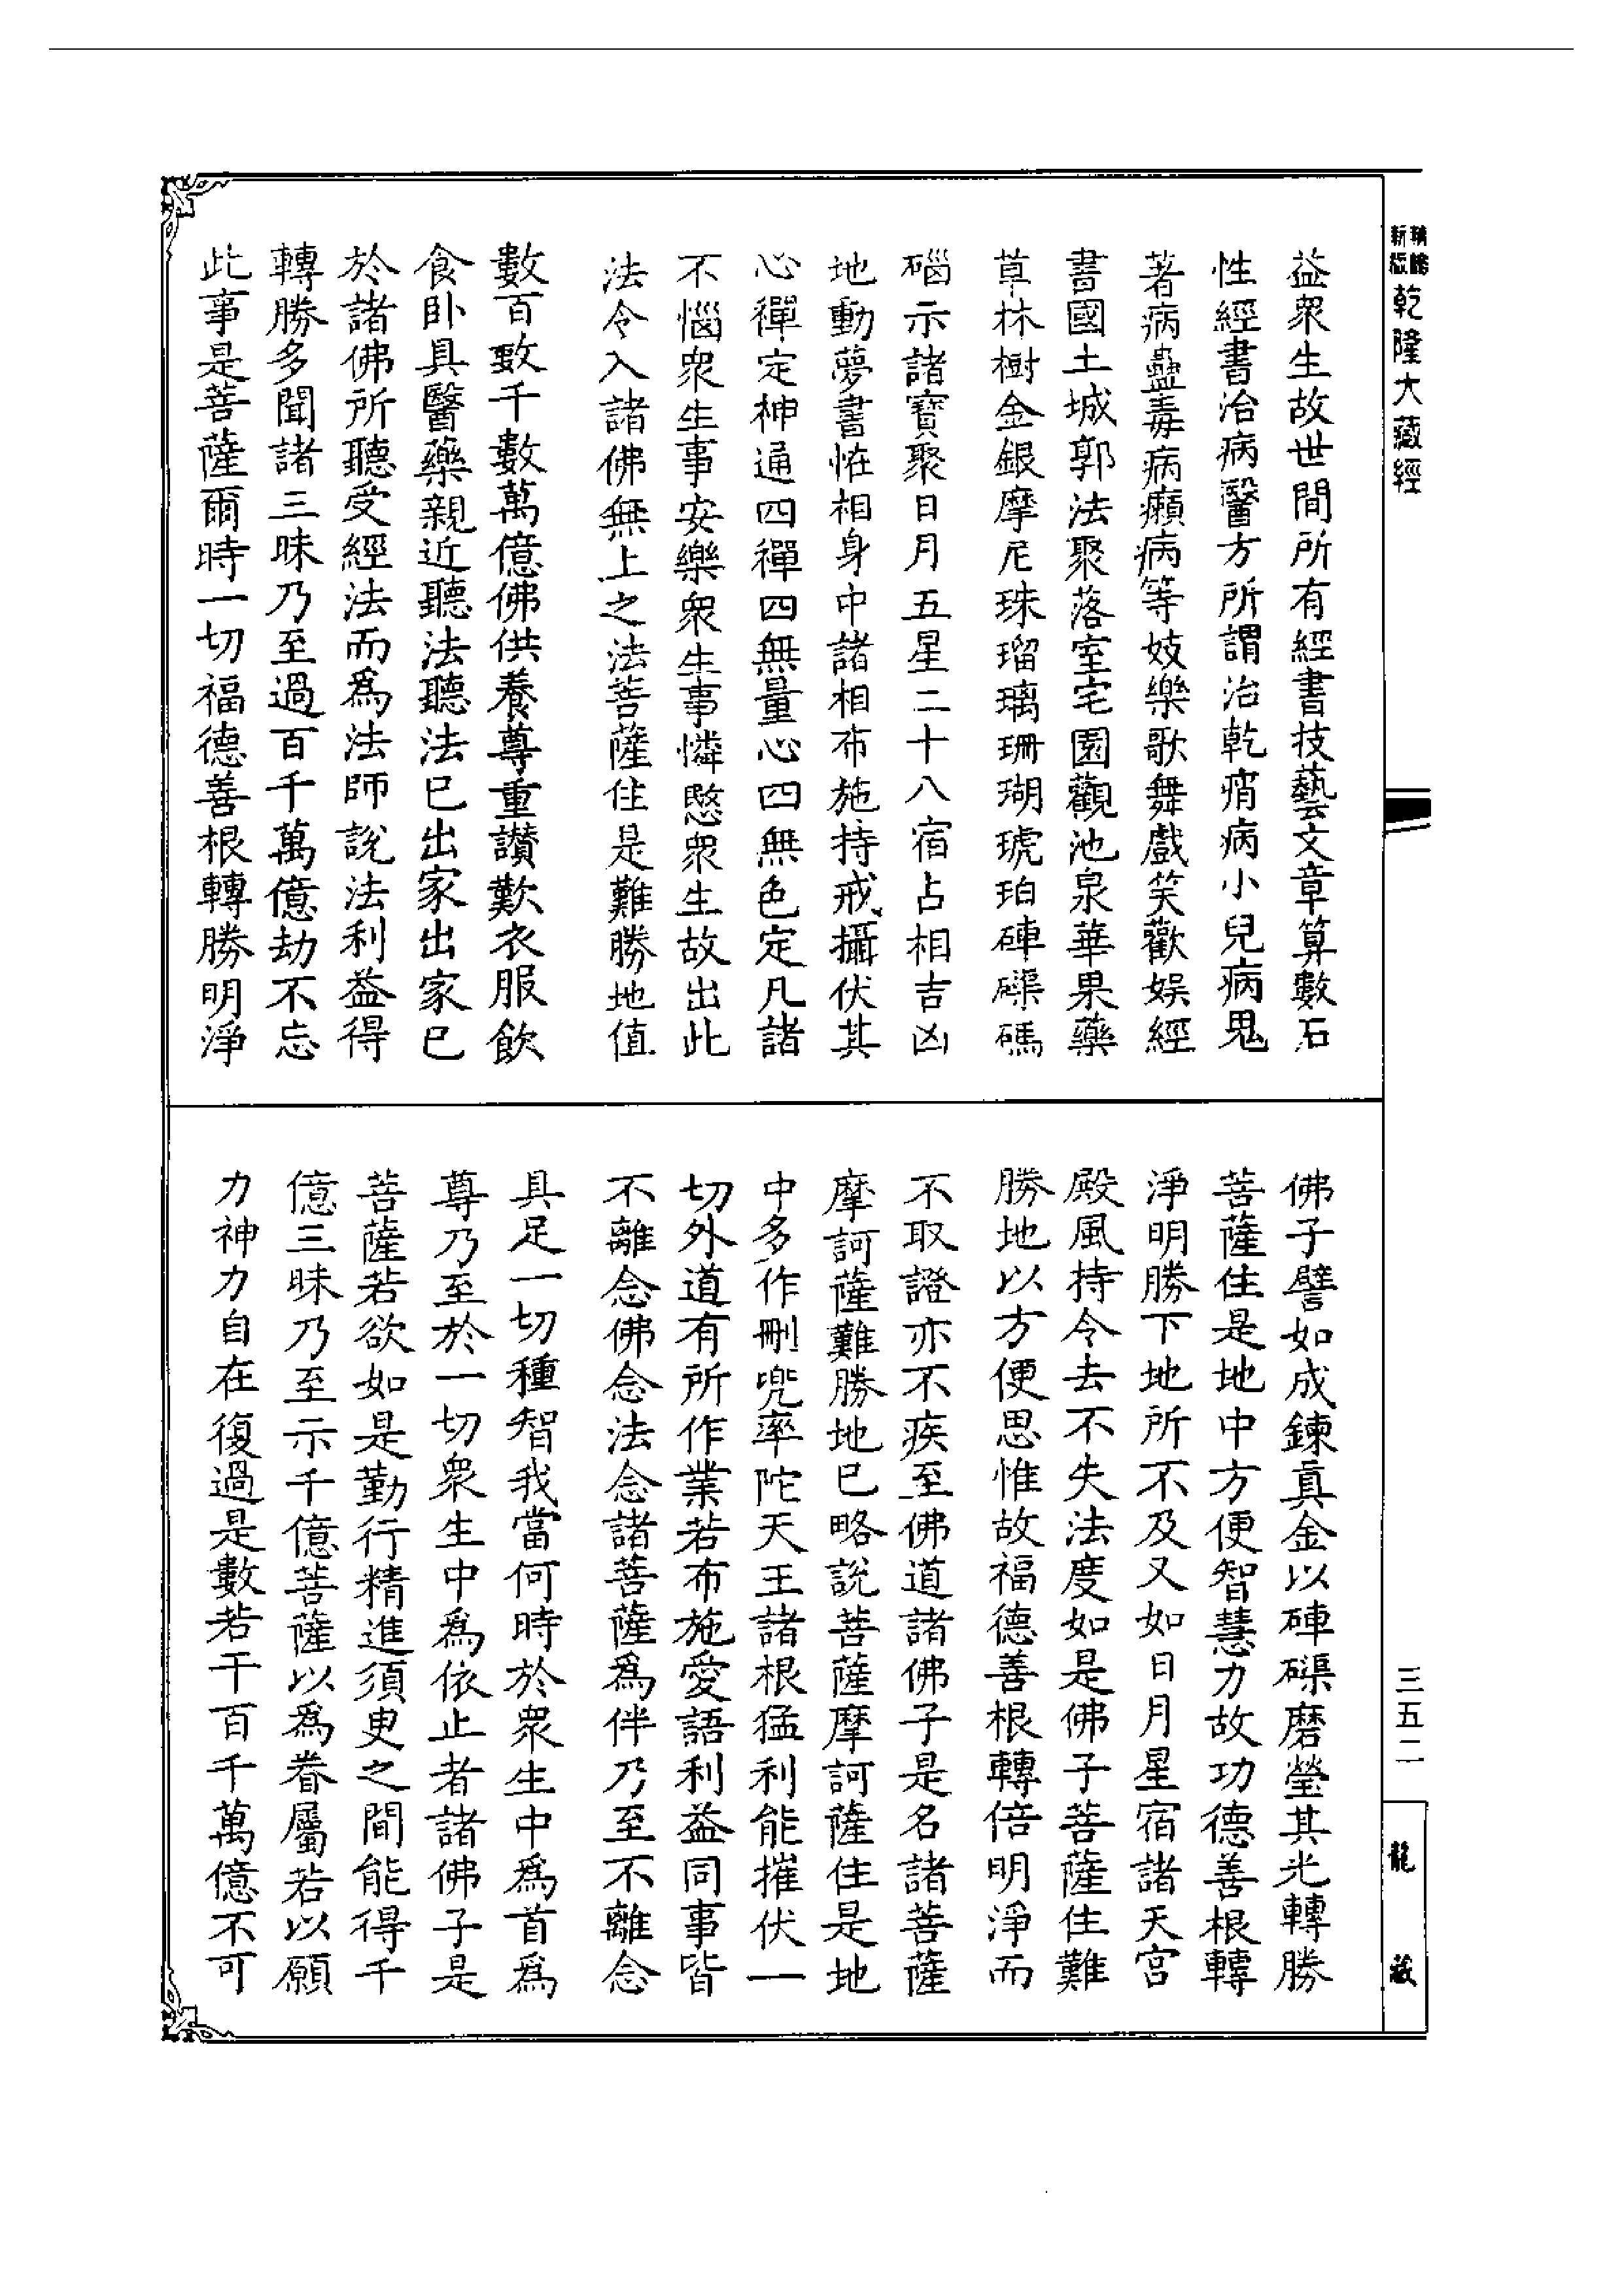 精縮
新版
乾隆大藏經
益衆生故世間所有經書技藝文章算數石
性經書治病醫方所謂治乾痟病小兒病鬼
著病蠱毒病癩病等妓樂歌舞戲笑歡娛經
書國土城郭法聚落室宅園觀池泉華果藥
草林樹金銀摩尼珠瑠璃珊瑚琥珀硨磲碼
碯示諸寶聚日月五星二十八宿占相吉凶
地動夢書恠相身中諸相布施持戒攝伏其
心禪定神通四禪四無量心四無色定凡諸
不惱衆生事安樂衆生事憐愍衆生故出此
法令入諸佛無上之法菩薩住是難勝地值
數百數千數萬億佛供養尊重讃歎衣服飲
食卧具醫藥親近聽法聽法已出家出家已
於諸佛所聽受經法而爲法師說法利益得
轉勝多聞諸三昧乃至過百千萬億劫不忘
此事是菩薩爾時一切福德善根轉勝明淨
佛子譬如成鍊真金以硨磲磨瑩其光轉勝
菩薩住是地中方便智慧力故功德善根轉
淨明勝下地所不及又如日月星宿諸天宮
殿風持令去不失法度如是佛子菩薩住難
勝地以方便思惟故福德善根轉倍明淨而
不取證亦不疾至佛道諸佛子是名諸菩薩
摩訶薩難勝地已略說菩薩摩訶薩住是地
中多作刪兜率陀天王諸根猛利能摧伏一
切外道有所作業若布施愛語利益同事皆
不離念佛念法念諸菩薩爲伴乃至不離念
具足一切種智我當何時於衆生中爲首爲
尊乃至於一切衆生中爲依止者諸佛子是
菩薩若欲如是勤行精進須臾之間能得千
億三昧乃至示千億菩薩以爲眷屬若以願
力神力自在復過是數若干百千萬億不可
三五二
龍藏